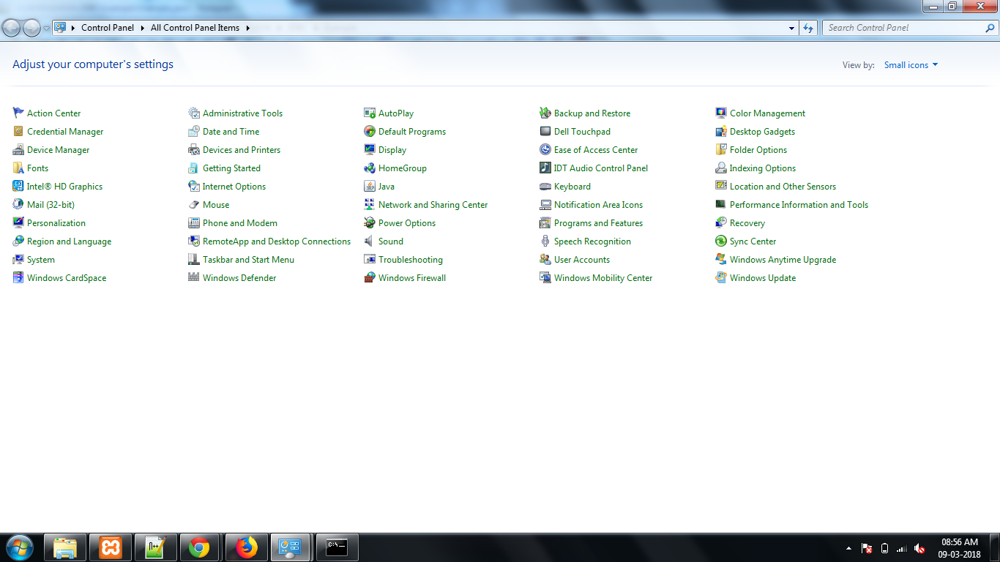 Control Panel All Control Panel Items Search Control Panel
Adjust your computer's settings View by: Small icons
Action Center Administrative Tools AutoPlay Backup and Restore Color Management
Credential Manager Date and Time Default Programs Dell Touchpad Desktop Gadgets
Device Manager Devices and Printers Display Ease of Access Center Folder Options
Fonts Getting Started HomeGroup IDT Audio Control Panel Indexing Options
Intel® HD Graphics Internet Options Java Keyboard Location and Other Sensors
Mail (32-bit) Mouse Network and Sharing Center Notification Area Icons Performance Information and Tools
Personalization Phone and Modem Power Options Programs and Features Recovery
Region and Language RemoteApp and Desktop Connections Sound Speech Recognition Sync Center
System Taskbar and Start Menu Troubleshooting User Accounts Windows Anytime Upgrade
Windows CardSpace Windows Defender Windows Firewall Windows Mobility Center Windows Update
08:56 AM
09-03-2018